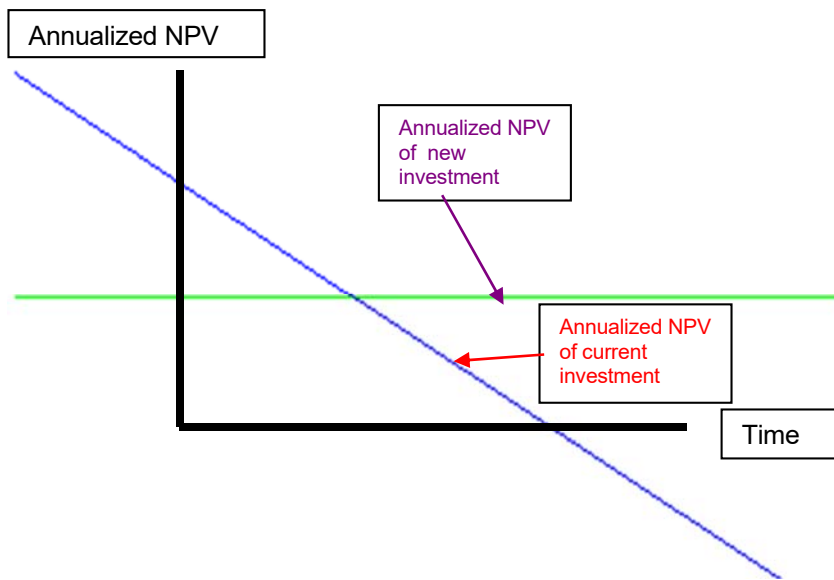 Annualized NPV
Annualized NPV
of new
investment
Annualized NPV
of current
investment
Time